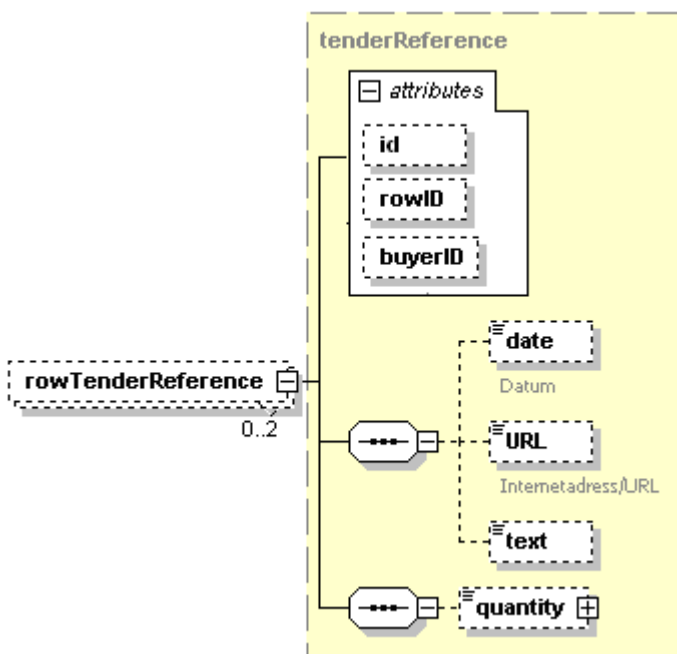 tenderReference
attributes
id
rowID
buyerID
rowTenderReference
0..2
date
Datum
URL
Internetadress/URL
text
quantity